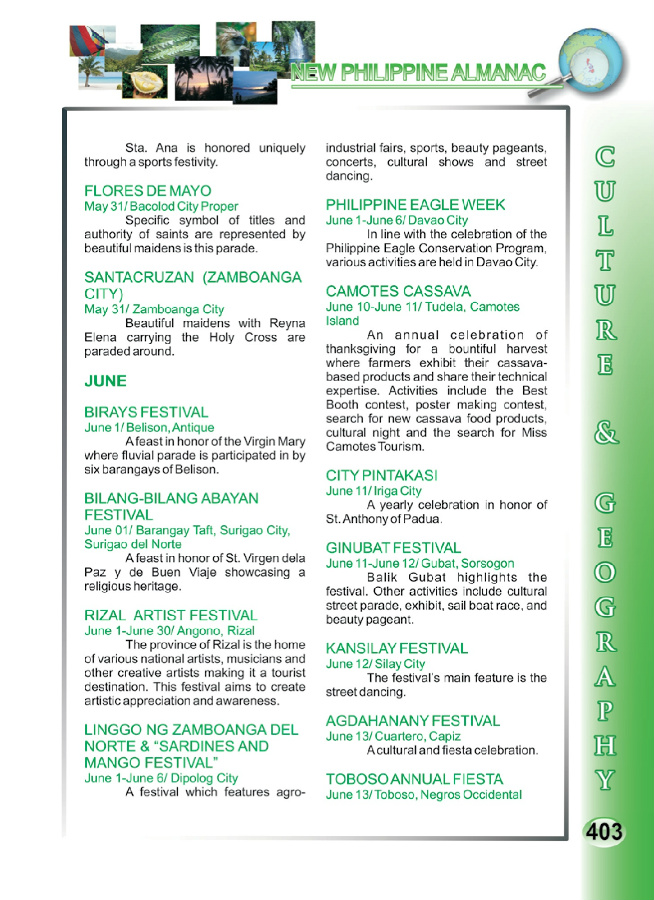 NEW PHILIPPINE ALMANAC
Sta. Ana is honored uniquely
through a sports festivity.
FLORES DE MAYO
May 31/ Bacolod City Proper
Specific symbol of titles and
authority of saints are represented by
beautiful maidens is this parade.
SANTACRUZAN (ZAMBOANGA
CITY)
May 31/ Zamboanga City
Beautiful maidens with Reyna
Elena carrying the Holy Cross are
paraded around.
JUNE
BIRAYS FESTIVAL
June 1/ Belison, Antique
A feast in honor of the Virgin Mary
where fluvial parade is participated in by
six barangays of Belison.
BILANG-BILANG ABAYAN
FESTIVAL
June 01/ Barangay Taft, Surigao City,
Surigao del Norte
A feast in honor of St. Virgen dela
Paz y de Buen Viaje showcasing a
religious heritage.
RIZAL ARTIST FESTIVAL
June 1-June 30/ Angono, Rizal
The province of Rizal is the home
of various national artists, musicians and
other creative artists making it a tourist
destination. This festival aims to create
artistic appreciation and awareness.
LINGGO NG ZAMBOANGA DEL
NORTE & “SARDINES AND
MANGO FESTIVAL”
June 1-June 6/ Dipolog City
A festival which features agro-
industrial fairs, sports, beauty pageants,
concerts, cultural shows and street
dancing.
PHILIPPINE EAGLE WEEK
June 1-June 6/ Davao City
In line with the celebration of the
Philippine Eagle Conservation Program,
various activities are held in Davao City.
CAMOTES CASSAVA
June 10-June 11/ Tudela, Camotes
Island
An annual celebration of
thanksgiving for a bountiful harvest
where farmers exhibit their cassava-
based products and share their technical
expertise. Activities include the Best
Booth contest, poster making contest,
search for new cassava food products,
cultural night and the search for Miss
Camotes Tourism.
CITY PINTAKASI
June 11/ Iriga City
A yearly celebration in honor of
St. Anthony of Padua.
GINUBAT FESTIVAL
June 11-June 12/ Gubat, Sorsogon
Balik Gubat highlights the
festival. Other activities include cultural
street parade, exhibit, sail boat race, and
beauty pageant.
KANSILAY FESTIVAL
June 12/ Silay City
The festival’s main feature is the
street dancing.
AGDAHANANY FESTIVAL
June 13/ Cuartero, Capiz
A cultural and fiesta celebration.
TOBOSO ANNUAL FIESTA
June 13/ Toboso, Negros Occidental
CULTURE & GEOGRAPHY
403